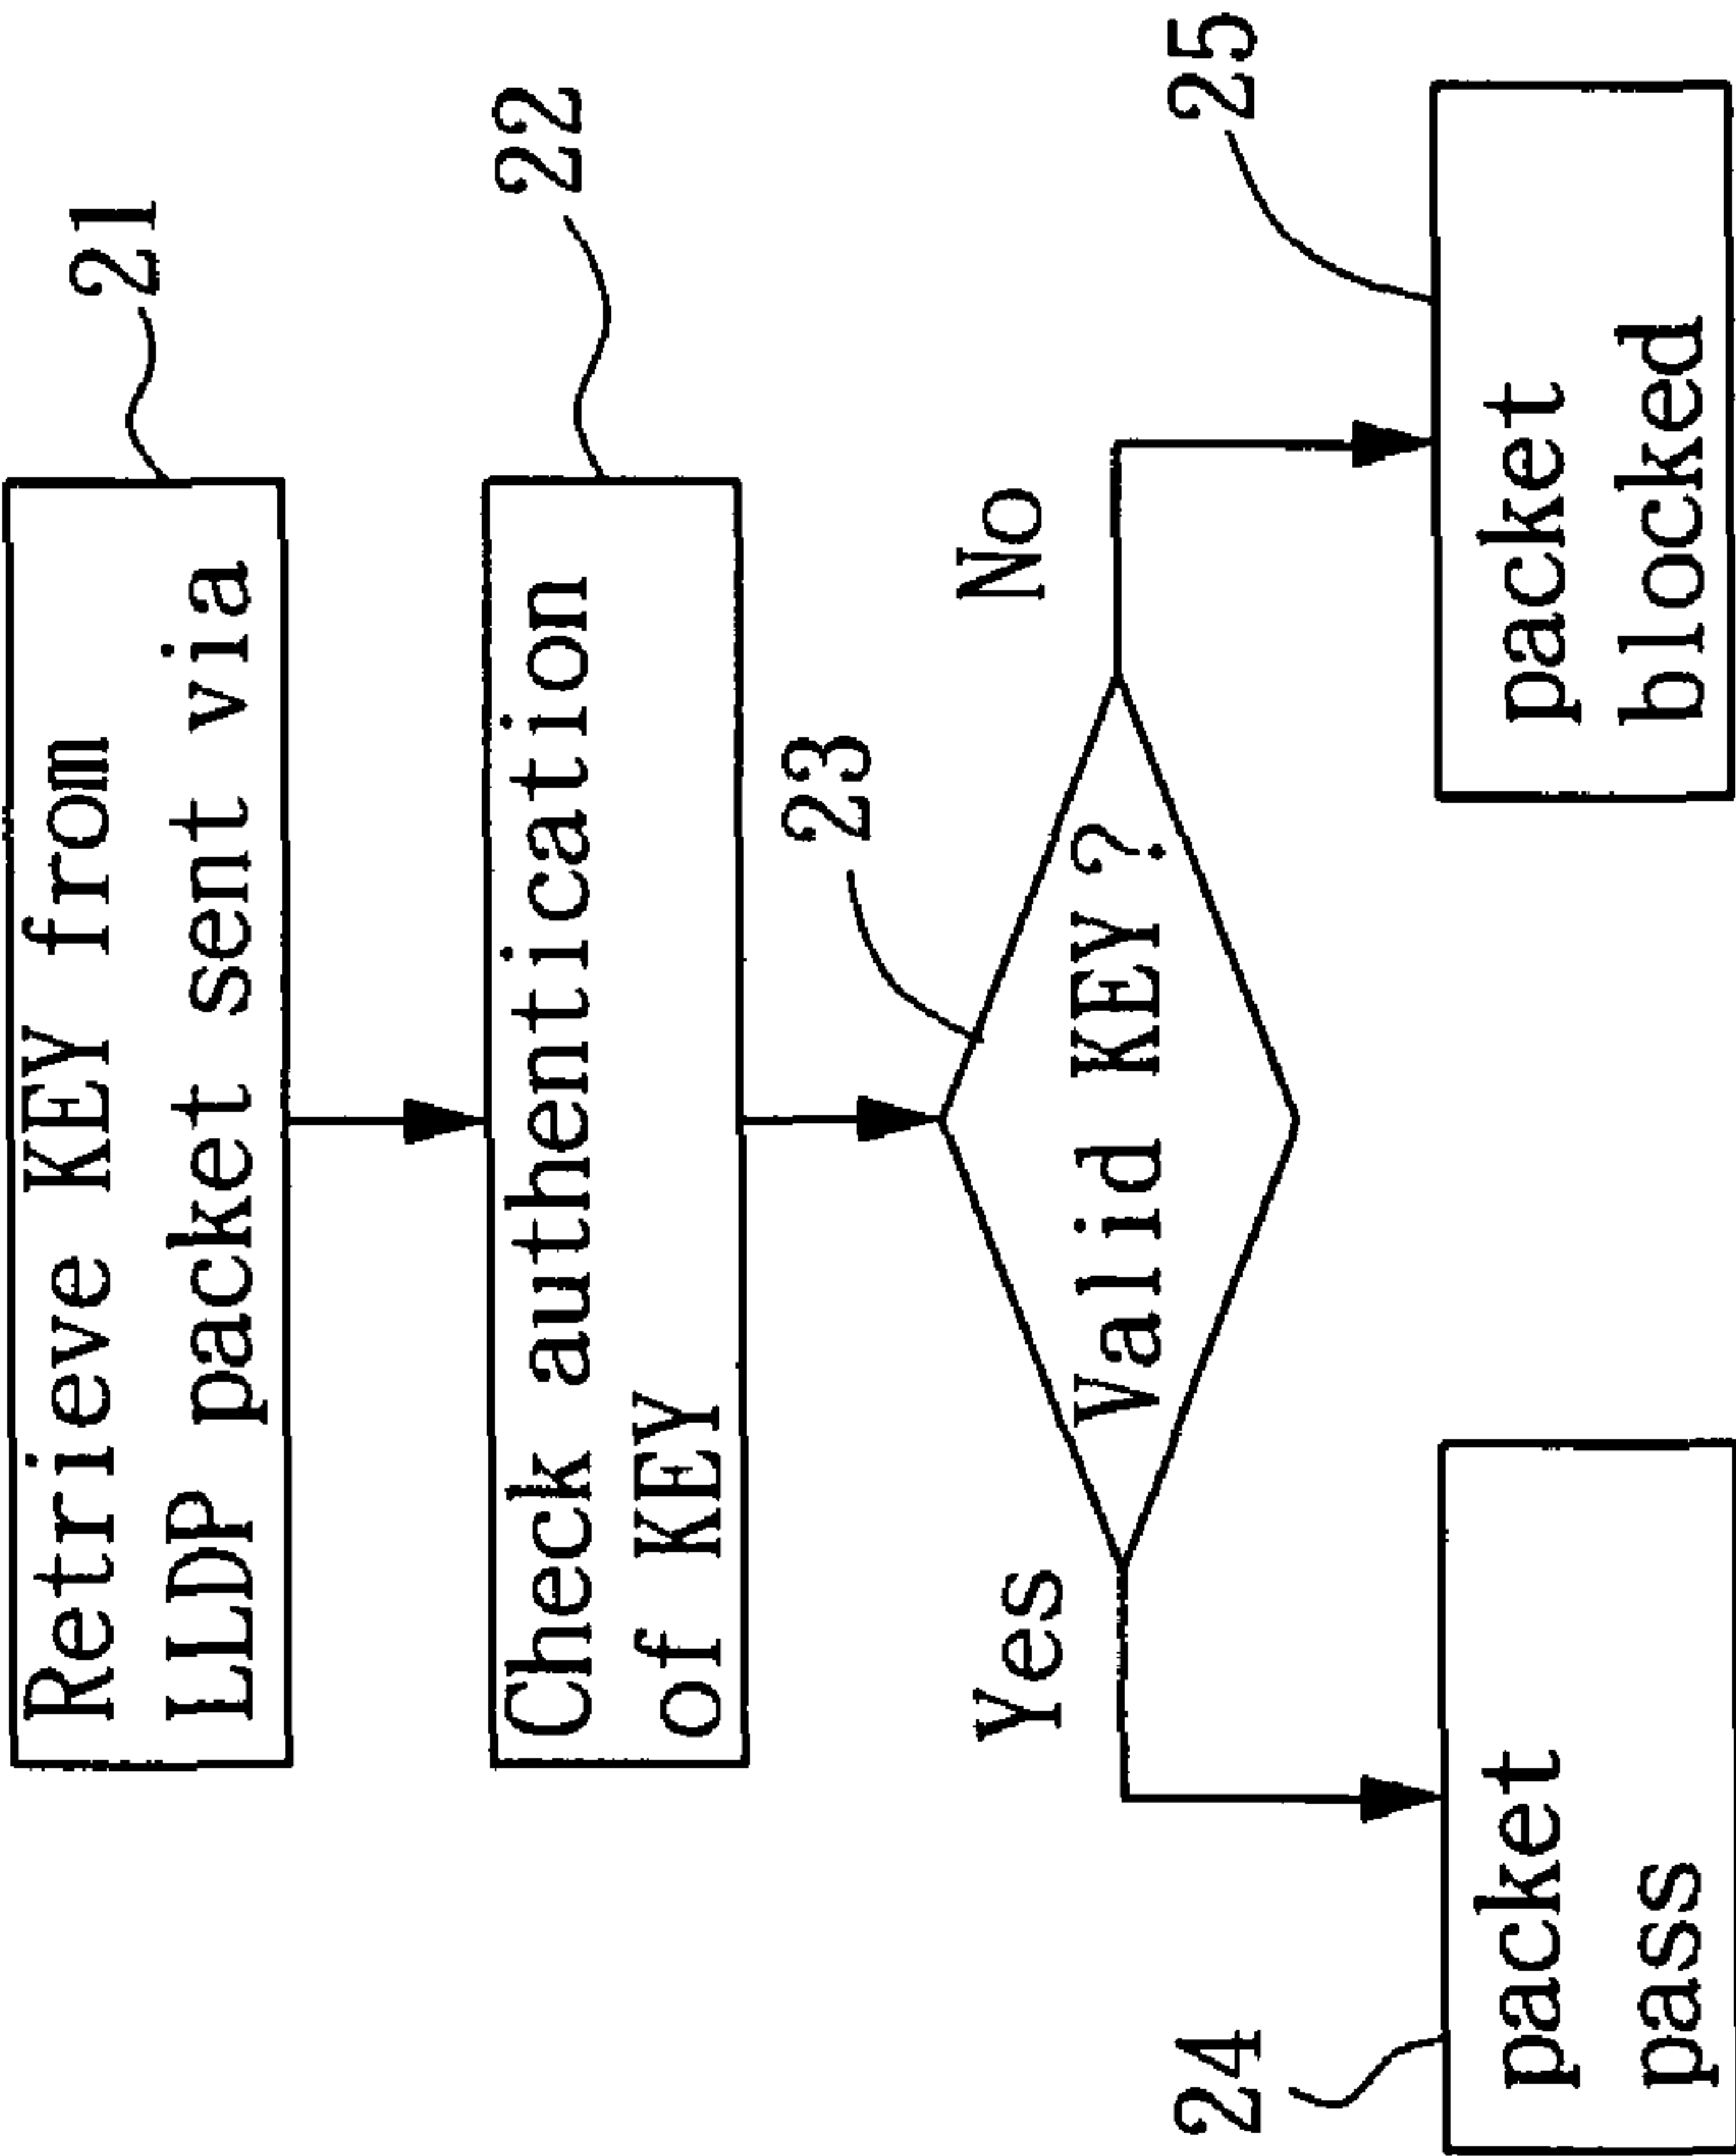 Retrieve KEY from
LLDP packet sent via
21
Check authentication
of KEY
22
23
Valid KEY?
Yes
No
24
packet
pass
25
packet
blocked